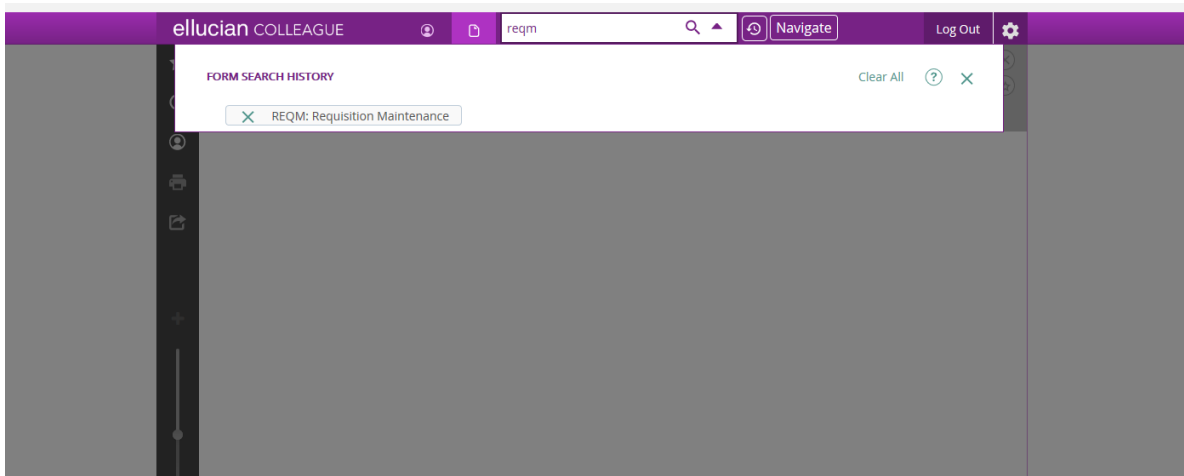 ellucian COLLEAGUE reqm Navigate Log Out
FORM SEARCH HISTORY Clear All ?
REQM: Requisition Maintenance